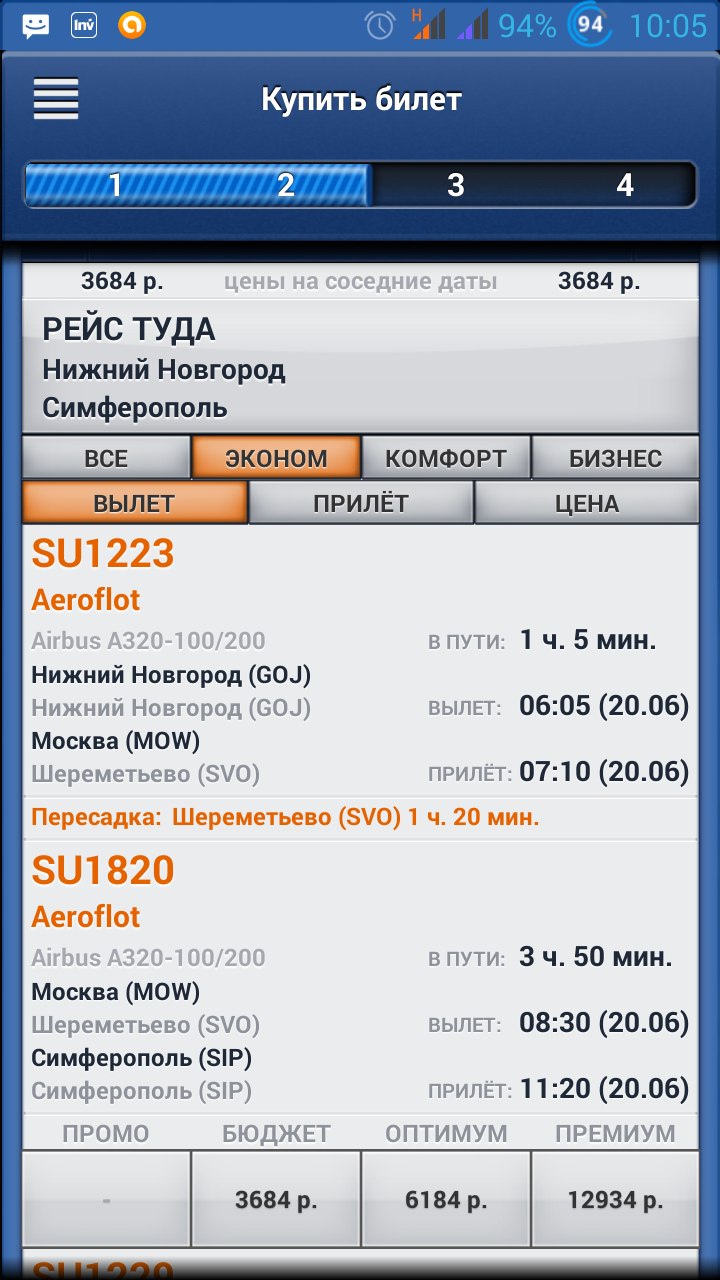 Inv
H
94%
94
10:05
Купить билет
1 2 3 4
3684 р. цены на соседние даты 3684 р.
РЕЙС ТУДА
Нижний Новгород
Симферополь
ВСЕ ЭКОНОМ КОМФОРТ БИЗНЕС
ВЫЛЕТ ПРИЛЁТ ЦЕНА
SU1223
Aeroflot
Airbus A320-100/200 В ПУТИ: 1 ч. 5 мин.
Нижний Новгород (GOJ)
Нижний Новгород (GOJ) ВЫЛЕТ: 06:05 (20.06)
Москва (MOW)
Шереметьево (SVO) ПРИЛЁТ: 07:10 (20.06)
Пересадка: Шереметьево (SVO) 1 ч. 20 мин.
SU1820
Aeroflot
Airbus A320-100/200 В ПУТИ: 3 ч. 50 мин.
Москва (MOW)
Шереметьево (SVO) ВЫЛЕТ: 08:30 (20.06)
Симферополь (SIP)
Симферополь (SIP) ПРИЛЁТ: 11:20 (20.06)
ПРОМО БЮДЖЕТ ОПТИМУМ ПРЕМИУМ
- 3684 р. 6184 р. 12934 р.